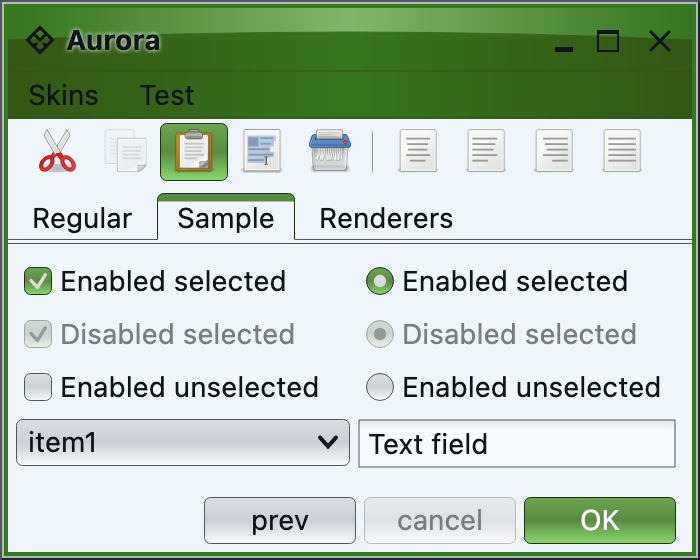 Aurora
Skins Test
Regular Sample Renderers
Enabled selected Enabled selected
Disabled selected Disabled selected
Enabled unselected Enabled unselected
item1 Text field
prev cancel OK